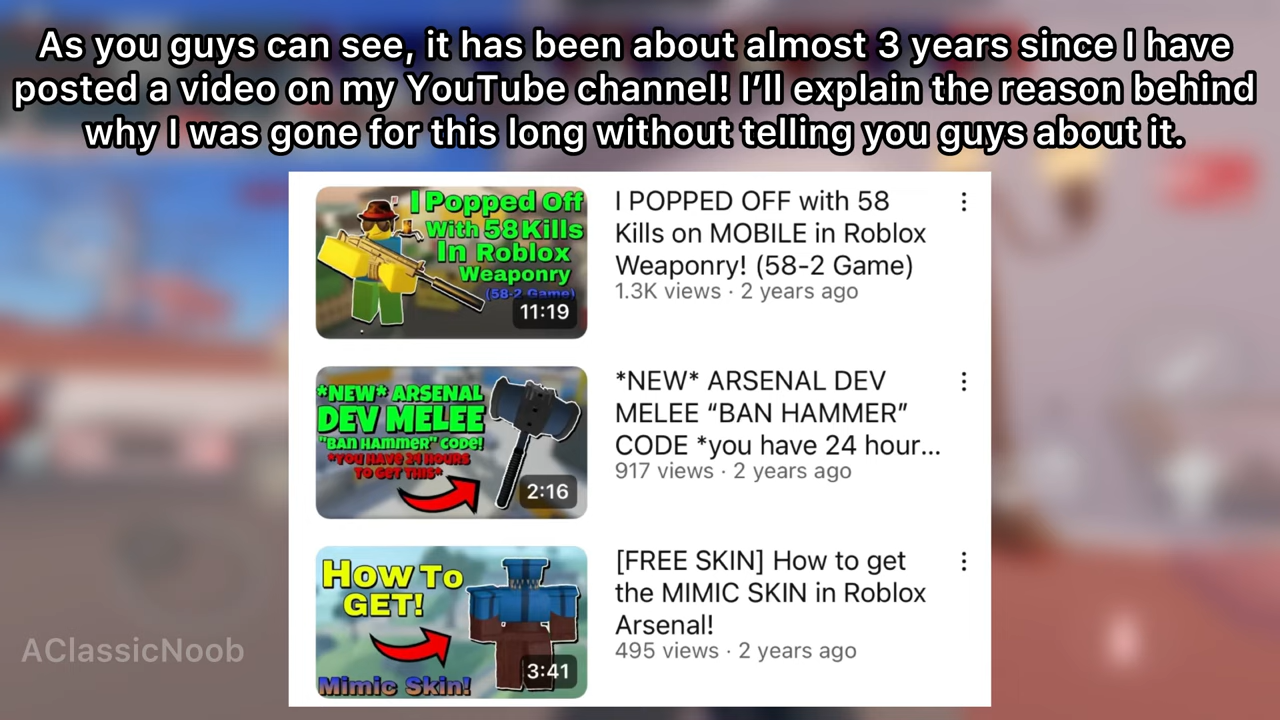 As you guys can see, it has been about almost 3 years since I have
posted a video on my YouTube channel! I'll explain the reason behind
why I was gone for this long without telling you guys about it.
I Popped Off
With 58 Kills
In Roblox
Weaponry
(58-2 Game)
11:19
I POPPED OFF with 58
Kills on MOBILE in Roblox
Weaponry! (58-2 Game)
1.3K views · 2 years ago
*NEW* ARSENAL
DEV MELEE
"BAN HAMMER" CODE!
*YOU HAVE 24 HOURS
TO GET THIS*
2:16
*NEW* ARSENAL DEV
MELEE “BAN HAMMER”
CODE *you have 24 hour...
917 views · 2 years ago
How To
GET!
Mimic Skin!
3:41
[FREE SKIN] How to get
the MIMIC SKIN in Roblox
Arsenal!
495 views · 2 years ago
AClassicNoob